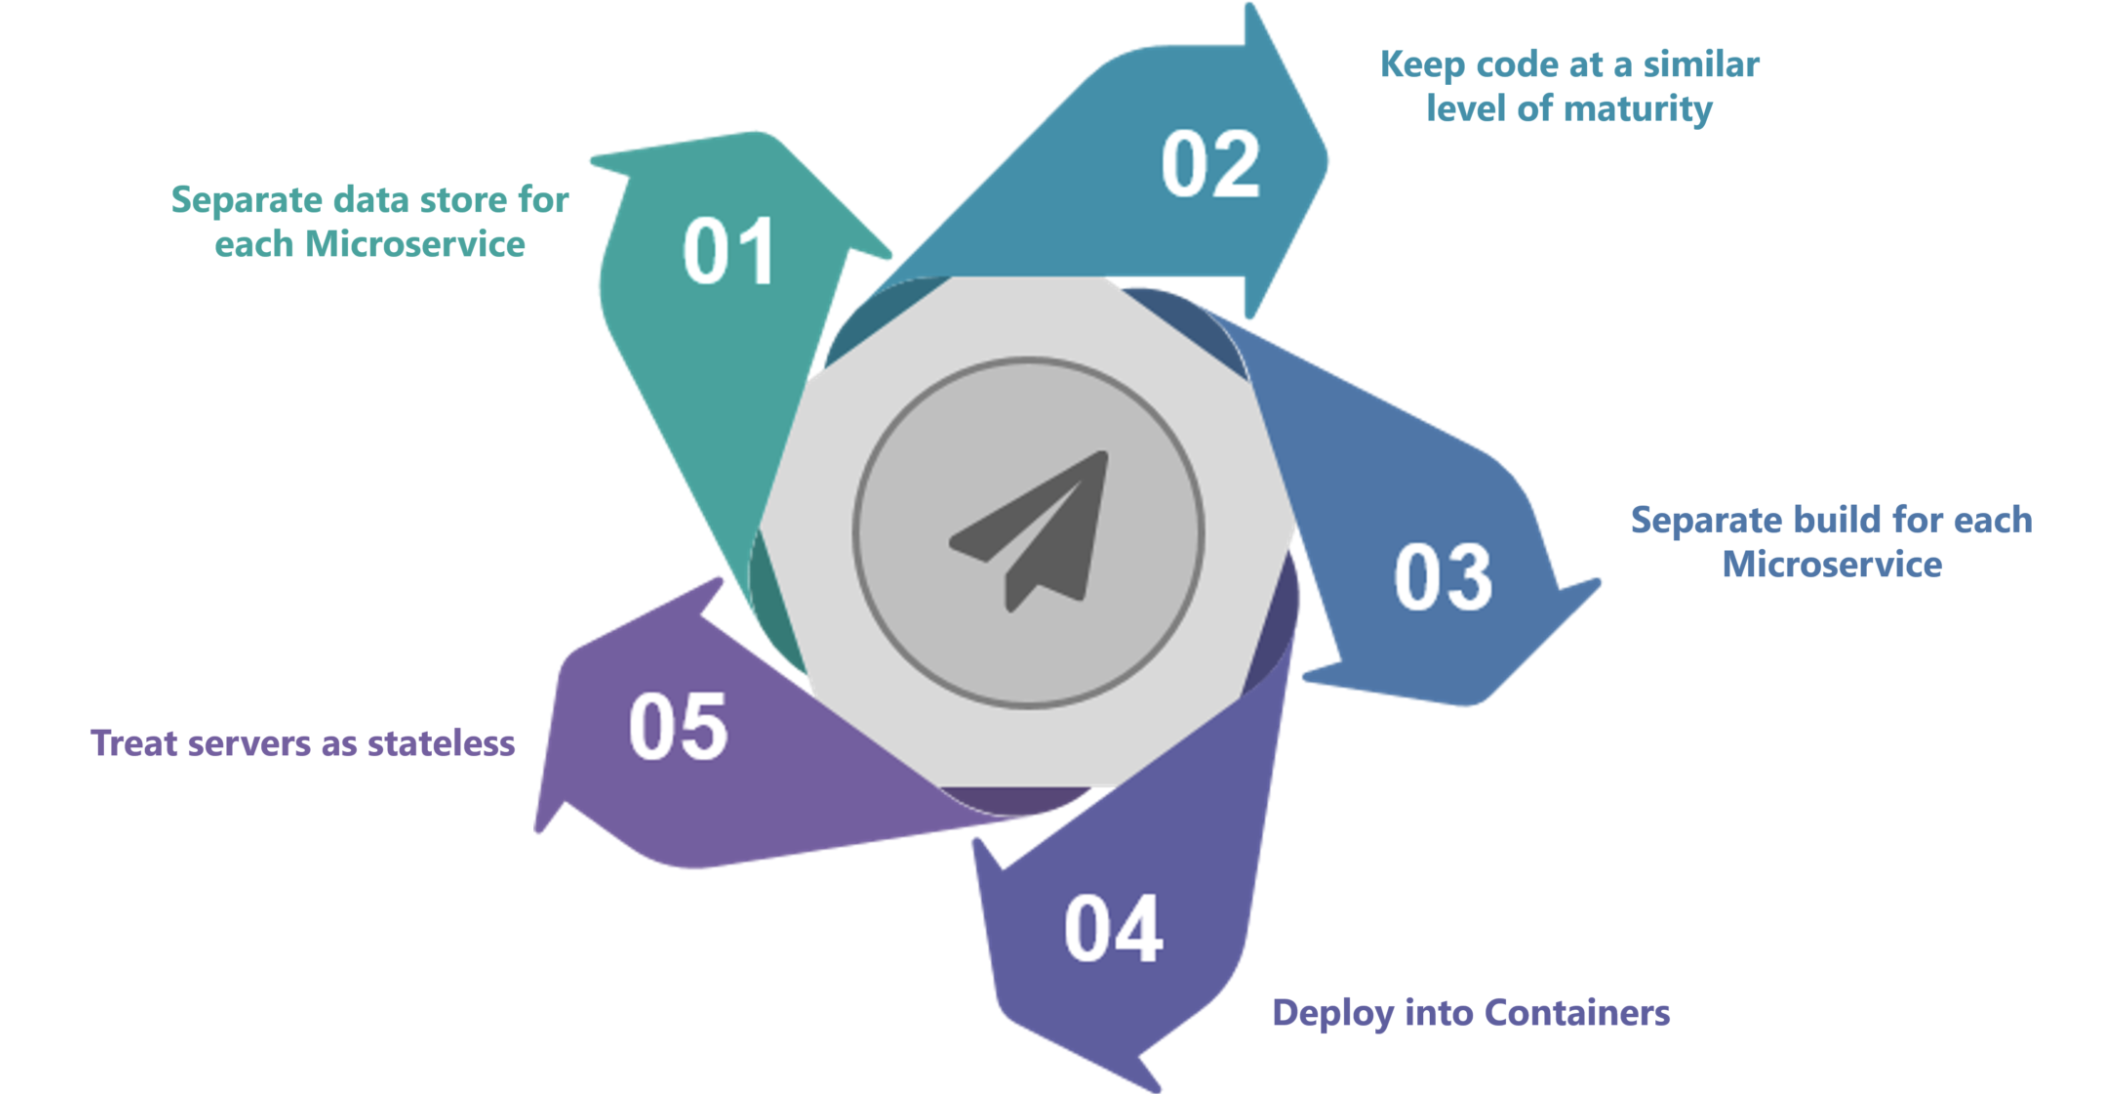 01
Separate data store for
each Microservice
02
Keep code at a similar
level of maturity
03
Separate build for each
Microservice
04
Deploy into Containers
05
Treat servers as stateless